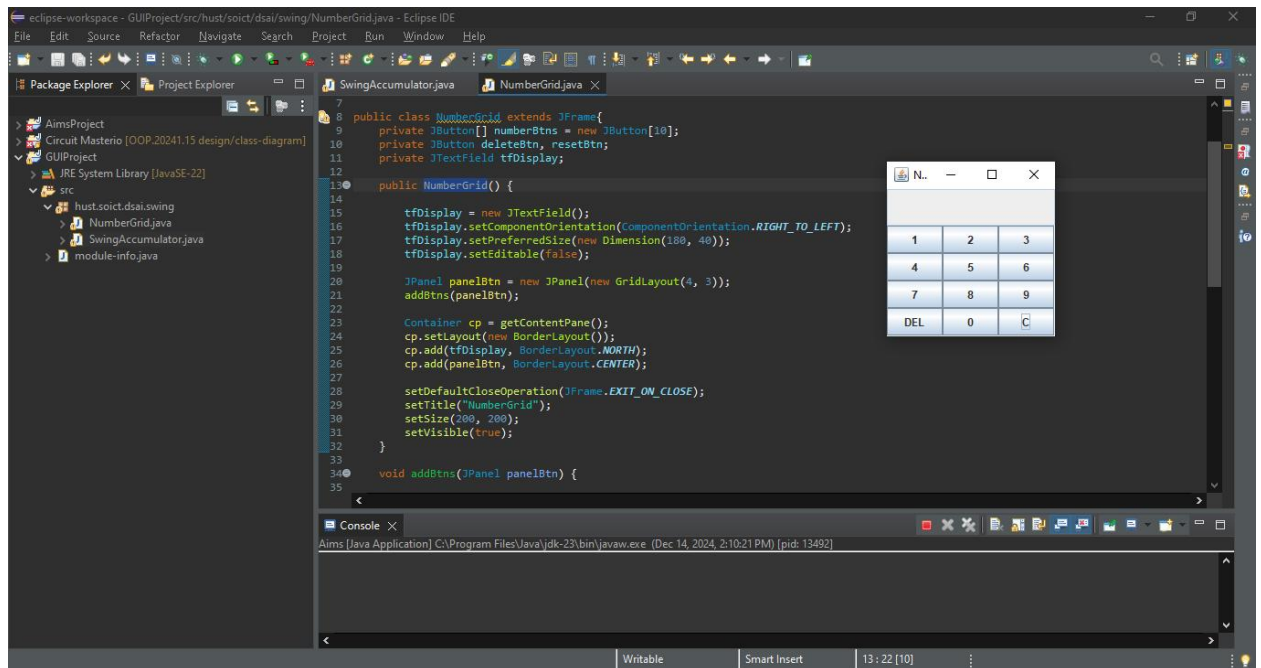 eclipse-workspace - GUIProject/src/hust/soict/dsai/swing/NumberGrid.java - Eclipse IDE
File Edit Source Refactor Navigate Search Project Run Window Help
Package Explorer Project Explorer
AimsProject
Circuit Masterio [OOP.20241.15 design/class-diagram]
GUIProject
JRE System Library [JavaSE-22]
src
hust.soict.dsai.swing
NumberGrid.java
SwingAccumulator.java
module-info.java
SwingAccumulator.java NumberGrid.java
7
8 public class NumberGrid extends JFrame{
9 private JButton[] numberBtns = new JButton[10];
10 private JButton deleteBtn, resetBtn;
11 private JTextField tfDisplay;
12
13 public NumberGrid() {
14
15 tfDisplay = new JTextField();
16 tfDisplay.setComponentOrientation(ComponentOrientation.RIGHT_TO_LEFT);
17 tfDisplay.setPreferredSize(new Dimension(180, 40));
18 tfDisplay.setEditable(false);
19
20 JPanel panelBtn = new JPanel(new GridLayout(4, 3));
21 addBtns(panelBtn);
22
23 Container cp = getContentPane();
24 cp.setLayout(new BorderLayout());
25 cp.add(tfDisplay, BorderLayout.NORTH);
26 cp.add(panelBtn, BorderLayout.CENTER);
27
28 setDefaultCloseOperation(JFrame.EXIT_ON_CLOSE);
29 setTitle("NumberGrid");
30 setSize(200, 200);
31 setVisible(true);
32 }
33
34 void addBtns(JPanel panelBtn) {
35
N..
1 2 3
4 5 6
7 8 9
DEL 0 C
Console
Aims [Java Application] C:\Program Files\Java\jdk-23\bin\javaw.exe (Dec 14, 2024, 2:10:21 PM) [pid: 13492]
Writable Smart Insert 13 : 22 [10]